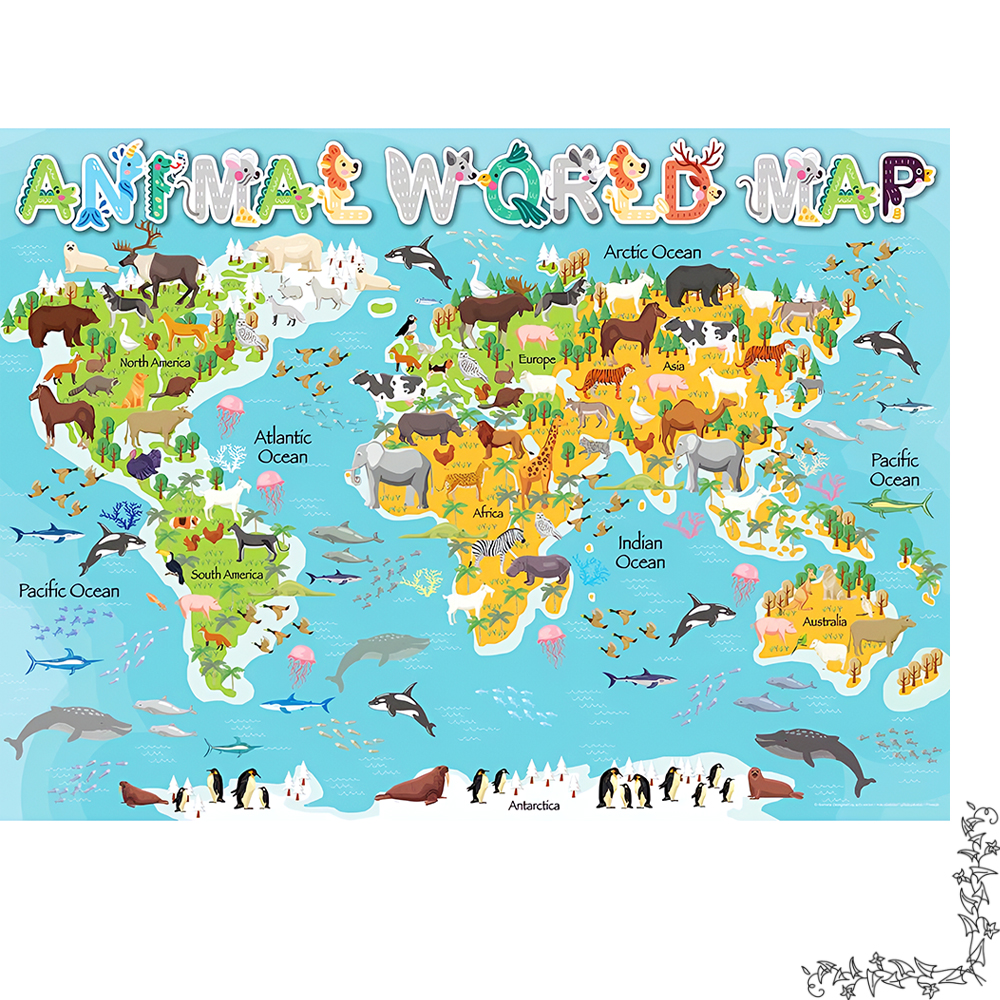 ANIMAL WORLD MAP
Arctic Ocean
North America
Europe
Asia
Atlantic
Ocean
Pacific
Ocean
Africa
Indian
Ocean
South America
Pacific Ocean
Australia
Antarctica